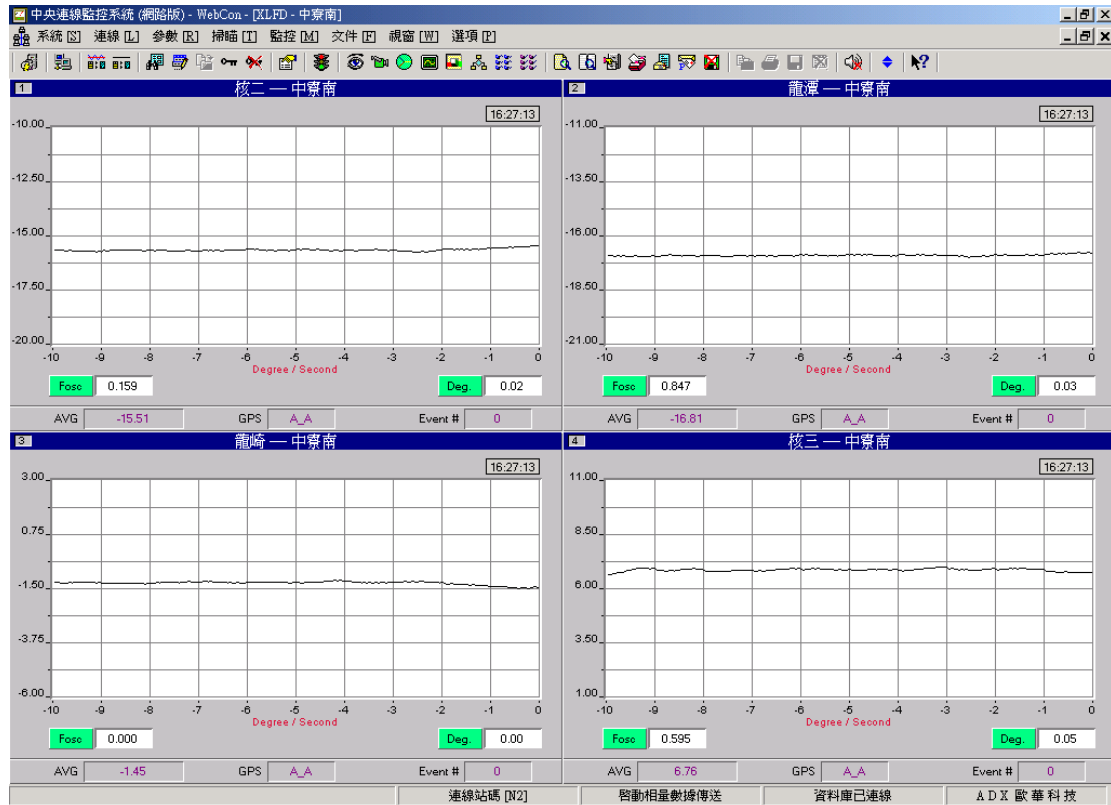 中央連線監控系統 (網路版) - WebCon - [XLFD - 中寮南]
系統 [S] 連線 [L] 參數 [R] 掃瞄 [T] 監控 [M] 文件 [F] 視窗 [W] 選項 [P]
1 核二 — 中寮南
16:27:13
-10.00
-12.50
-15.00
-17.50
-20.00
-10 -9 -8 -7 -6 -5 -4 -3 -2 -1 0
Degree / Second
Fosc 0.159 Deg. 0.02
AVG -15.51 GPS A_A Event # 0
2 龍潭 — 中寮南
16:27:13
-11.00
-13.50
-16.00
-18.50
-21.00
-10 -9 -8 -7 -6 -5 -4 -3 -2 -1 0
Degree / Second
Fosc 0.847 Deg. 0.03
AVG -16.81 GPS A_A Event # 0
3 龍崎 — 中寮南
16:27:13
3.00
0.75
-1.50
-3.75
-6.00
-10 -9 -8 -7 -6 -5 -4 -3 -2 -1 0
Degree / Second
Fosc 0.000 Deg. 0.00
AVG -1.45 GPS A_A Event # 0
4 核三 — 中寮南
16:27:13
11.00
8.50
6.00
3.50
1.00
-10 -9 -8 -7 -6 -5 -4 -3 -2 -1 0
Degree / Second
Fosc 0.595 Deg. 0.05
AVG 6.76 GPS A_A Event # 0
連線站碼 [N2] 啓動相量數據傳送 資料庫已連線 ADX 歐華科技